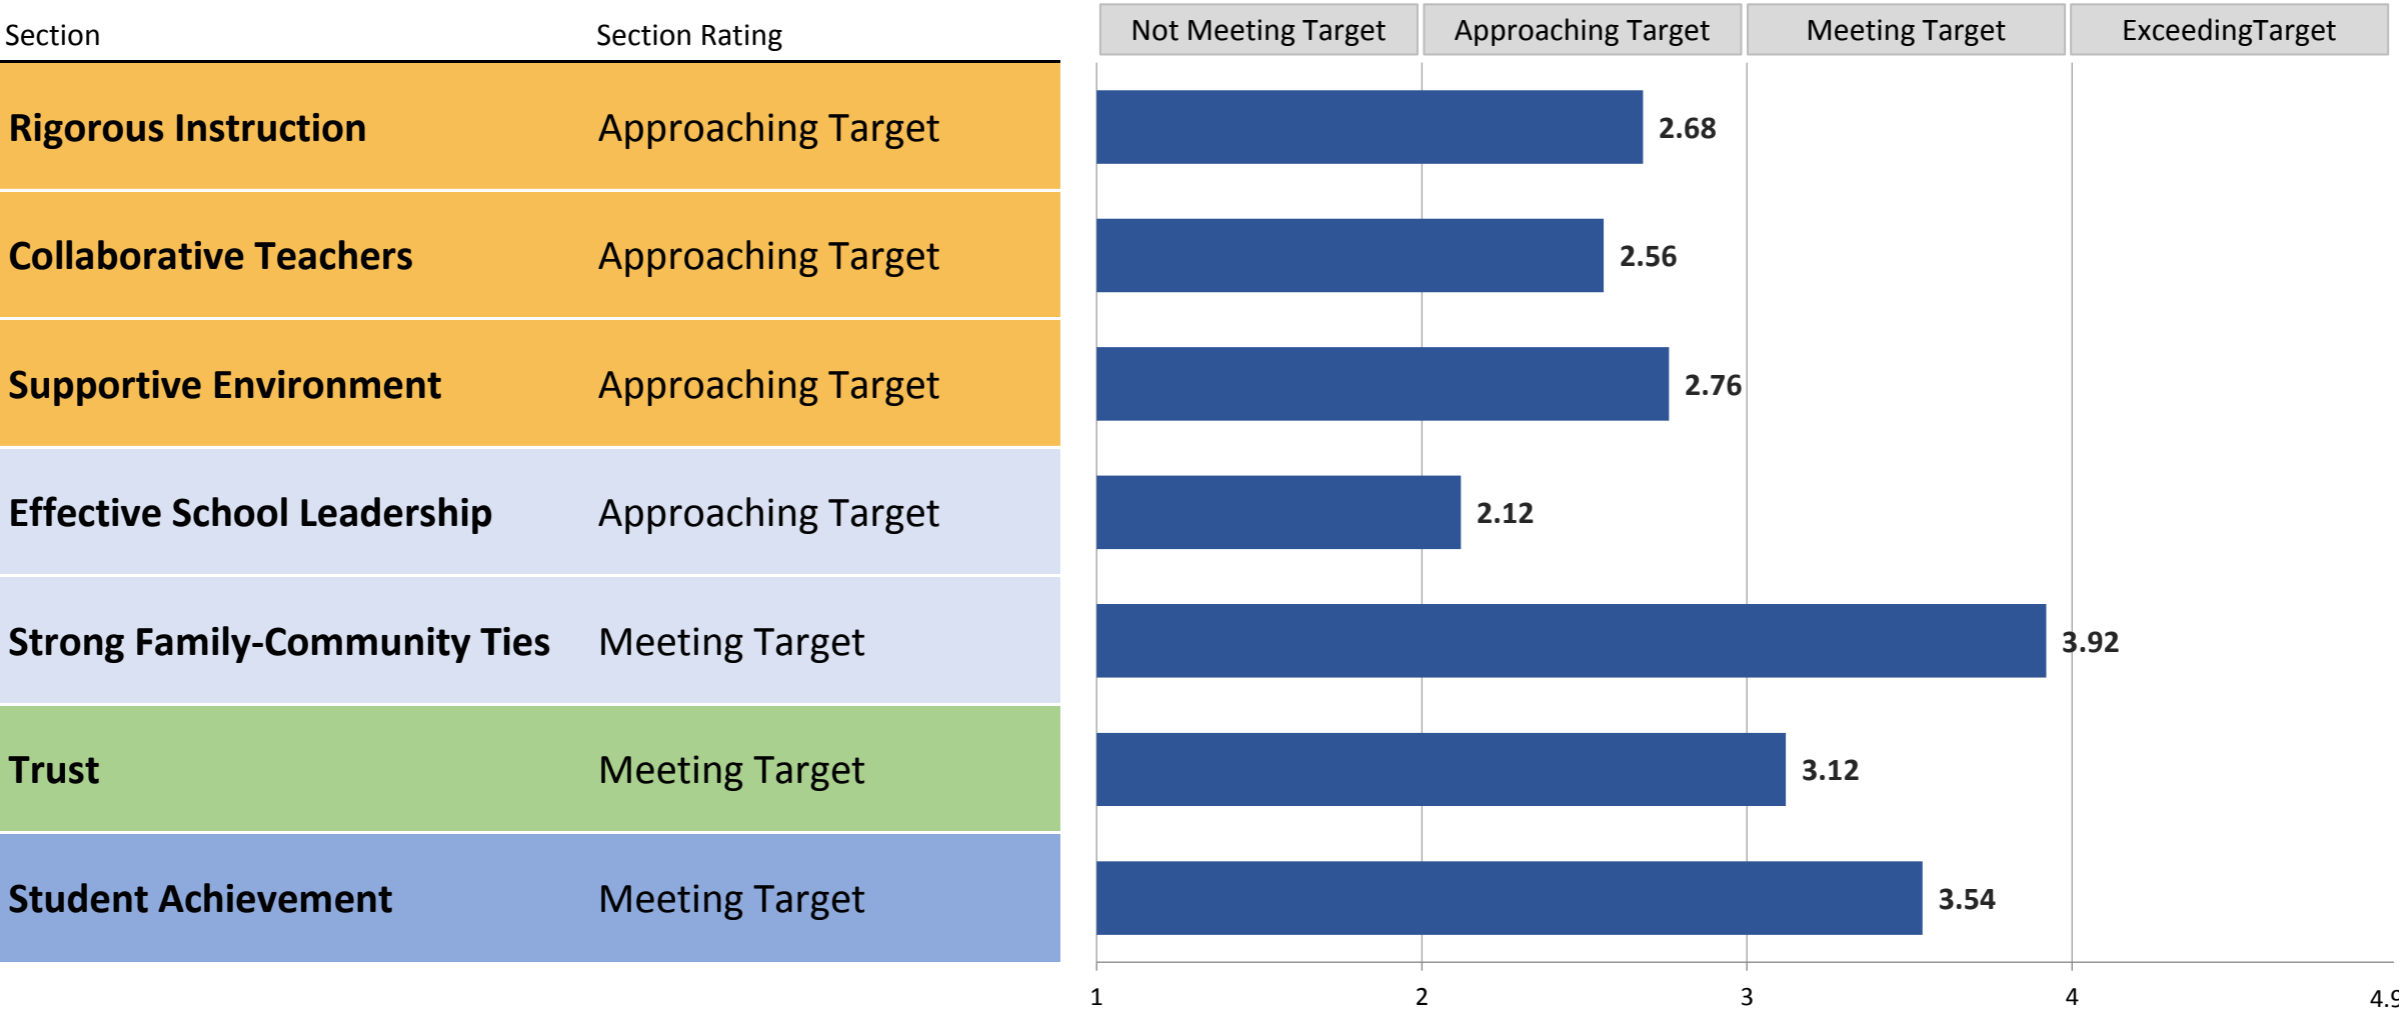 Section Section Rating Not Meeting Target Approaching Target Meeting Target ExceedingTarget
Rigorous Instruction Approaching Target 2.68
Collaborative Teachers Approaching Target 2.56
Supportive Environment Approaching Target 2.76
Effective School Leadership Approaching Target 2.12
Strong Family-Community Ties Meeting Target 3.92
Trust Meeting Target 3.12
Student Achievement Meeting Target 3.54
1 2 3 4 4.9